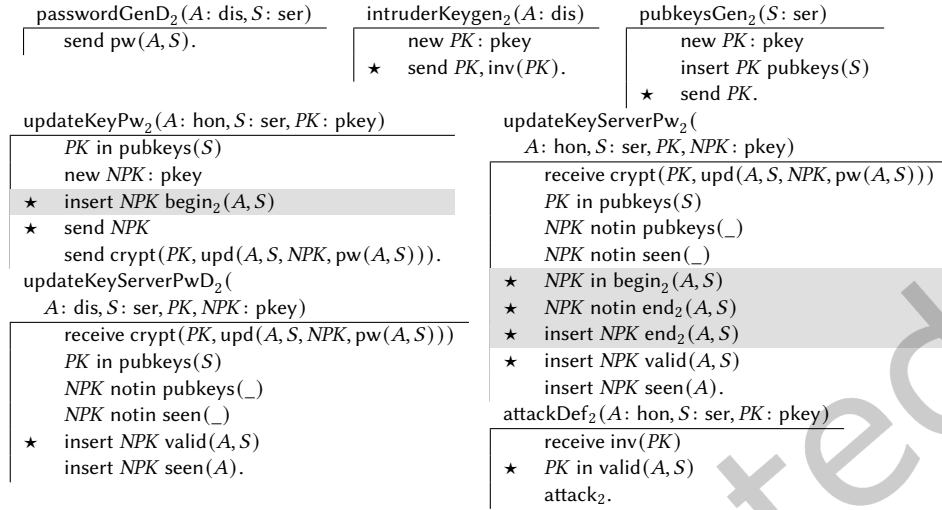 passwordGenD₂(A: dis, S: ser)
send pw(A, S).
intruderKeygen₂(A: dis)
new PK: pkey
★ send PK, inv(PK).
pubkeysGen₂(S: ser)
new PK: pkey
insert PK pubkeys(S)
★ send PK.
updateKeyPw₂(A: hon, S: ser, PK: pkey)
PK in pubkeys(S)
new NPK: pkey
★ insert NPK begin₂(A, S)
★ send NPK
send crypt(PK, upd(A, S, NPK, pw(A, S))).
updateKeyServerPwD₂(
A: dis, S: ser, PK, NPK: pkey)
receive crypt(PK, upd(A, S, NPK, pw(A, S)))
PK in pubkeys(S)
NPK notin pubkeys(_)
NPK notin seen(_)
★ insert NPK valid(A, S)
insert NPK seen(A).
updateKeyServerPw₂(
A: hon, S: ser, PK, NPK: pkey)
receive crypt(PK, upd(A, S, NPK, pw(A, S)))
PK in pubkeys(S)
NPK notin pubkeys(_)
NPK notin seen(_)
★ NPK in begin₂(A, S)
★ NPK notin end₂(A, S)
★ insert NPK end₂(A, S)
★ insert NPK valid(A, S)
insert NPK seen(A).
attackDef₂(A: hon, S: ser, PK: pkey)
receive inv(PK)
★ PK in valid(A, S)
attack₂.
ted